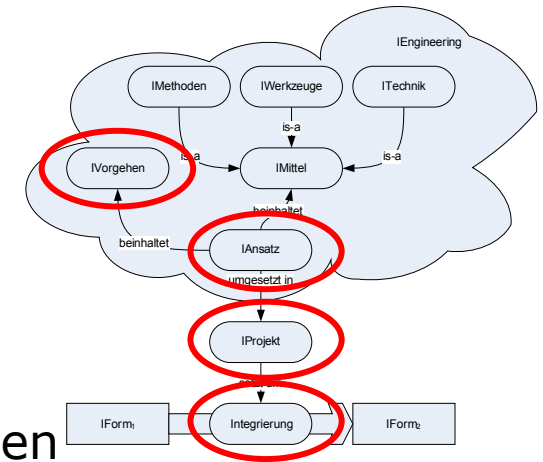 IEngineering
IMethoden IWerkzeuge ITechnik
is-a
is-a is-a
IVorgehen IMittel
beinhaltet
beinhaltet
IAnsatz
umgesetzt in
IProjekt
IForm₁ Integrierung IForm₂
en